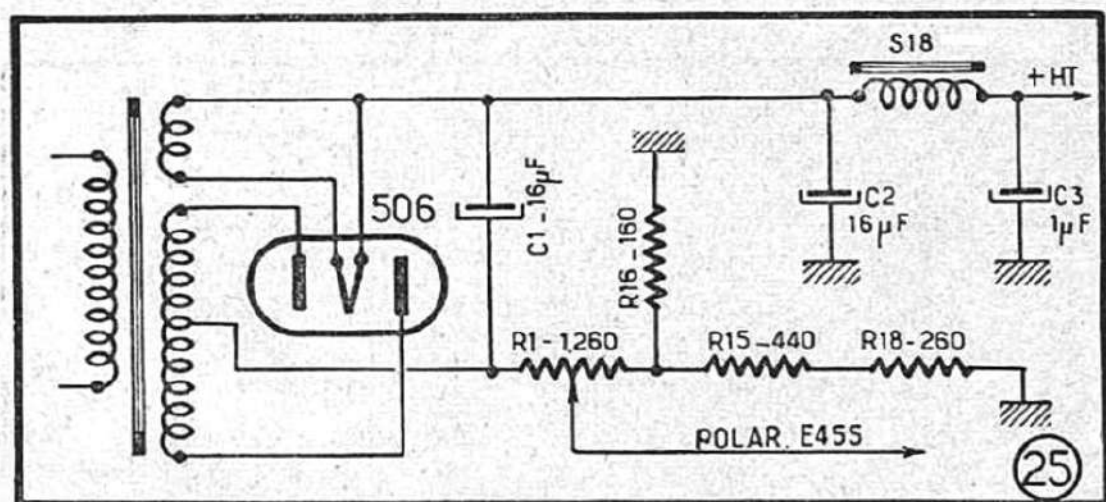 S18
+HT
506
C1-16µF
R16-160
C2
16µF
C3
1µF
R1-1,260
R15-440
R18-260
POLAR. E45S
25